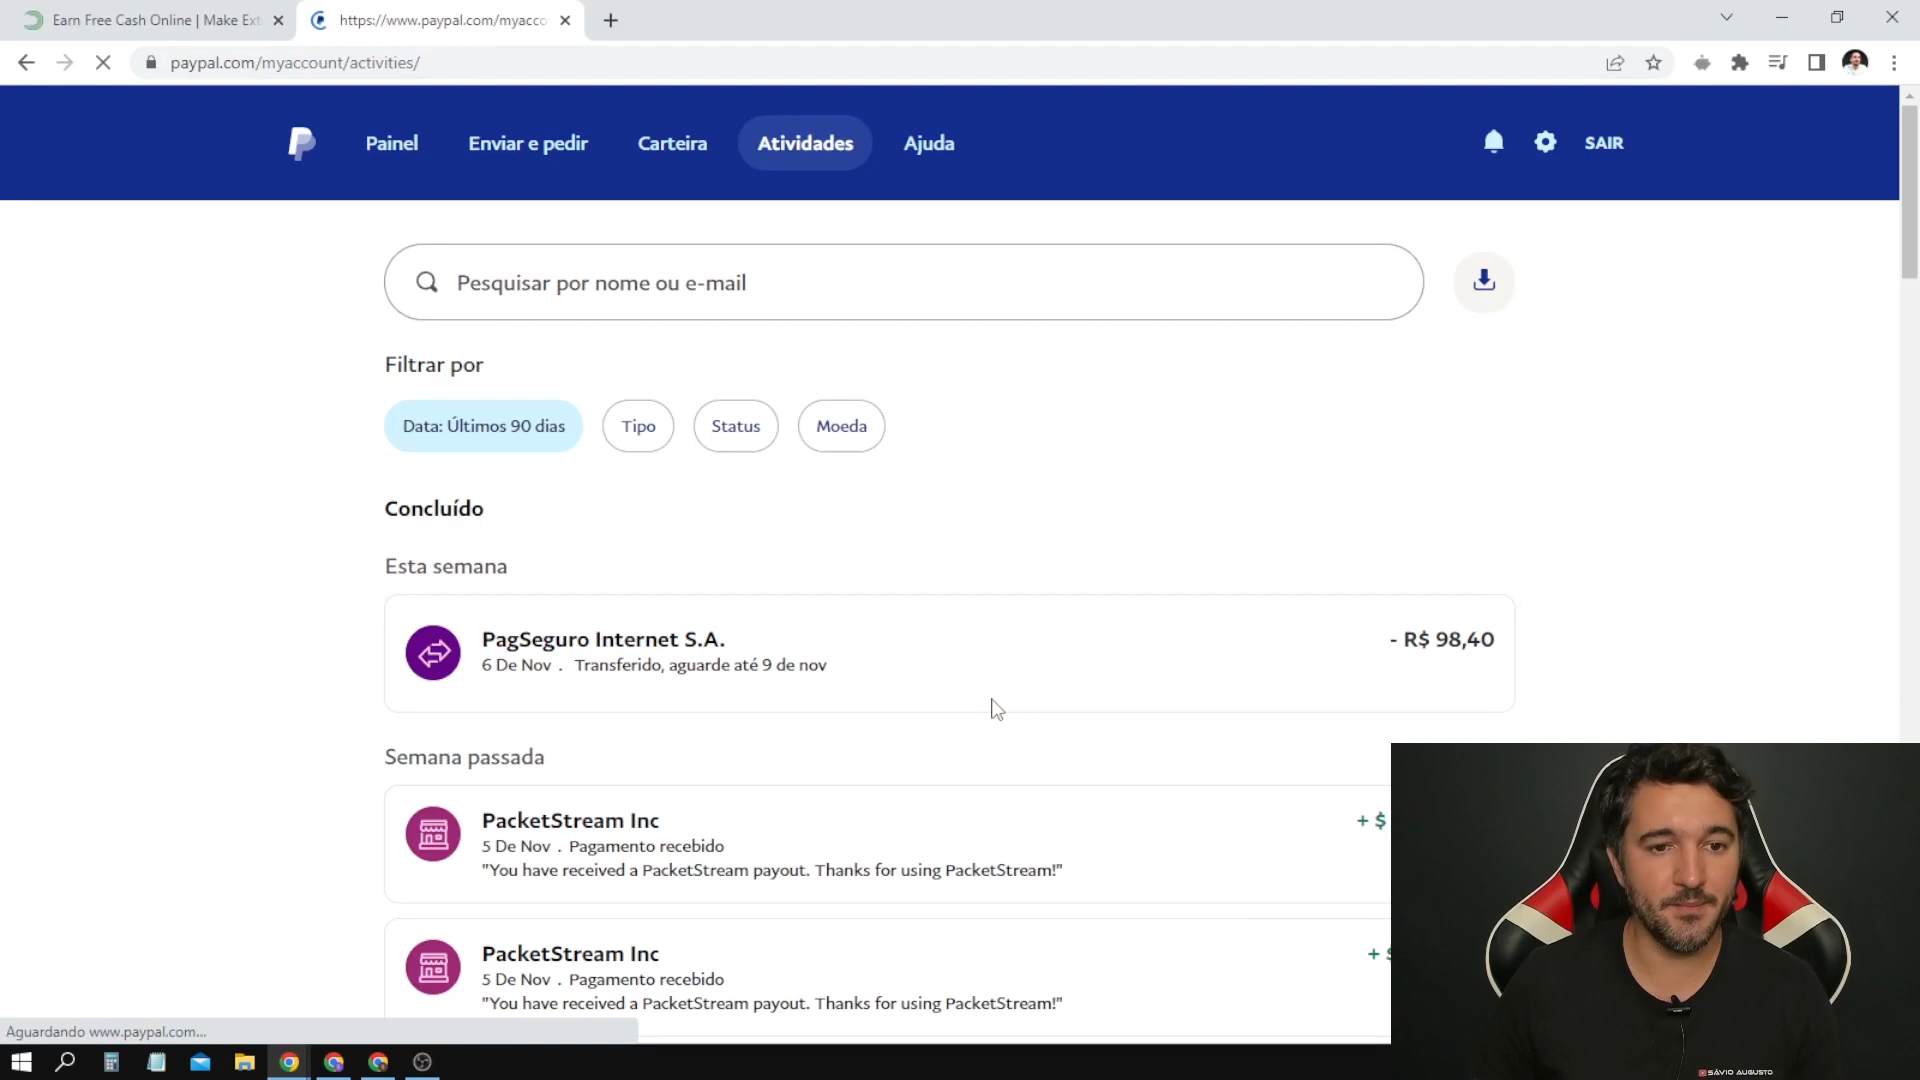 Earn Free Cash Online | Make Ext
https://www.paypal.com/myacco
paypal.com/myaccount/activities/
Painel
Enviar e pedir
Carteira
Atividades
Ajuda
SAIR
Pesquisar por nome ou e-mail
Filtrar por
Data: Últimos 90 dias
Tipo
Status
Moeda
Concluído
Esta semana
PagSeguro Internet S.A.
- R$ 98,40
6 De Nov . Transferido, aguarde até 9 de nov
Semana passada
PacketStream Inc
+ $
5 De Nov . Pagamento recebido
"You have received a PacketStream payout. Thanks for using PacketStream!"
PacketStream Inc
+ $
5 De Nov . Pagamento recebido
"You have received a PacketStream payout. Thanks for using PacketStream!"
Aguardando www.paypal.com...
SÁVIO AUGUSTO